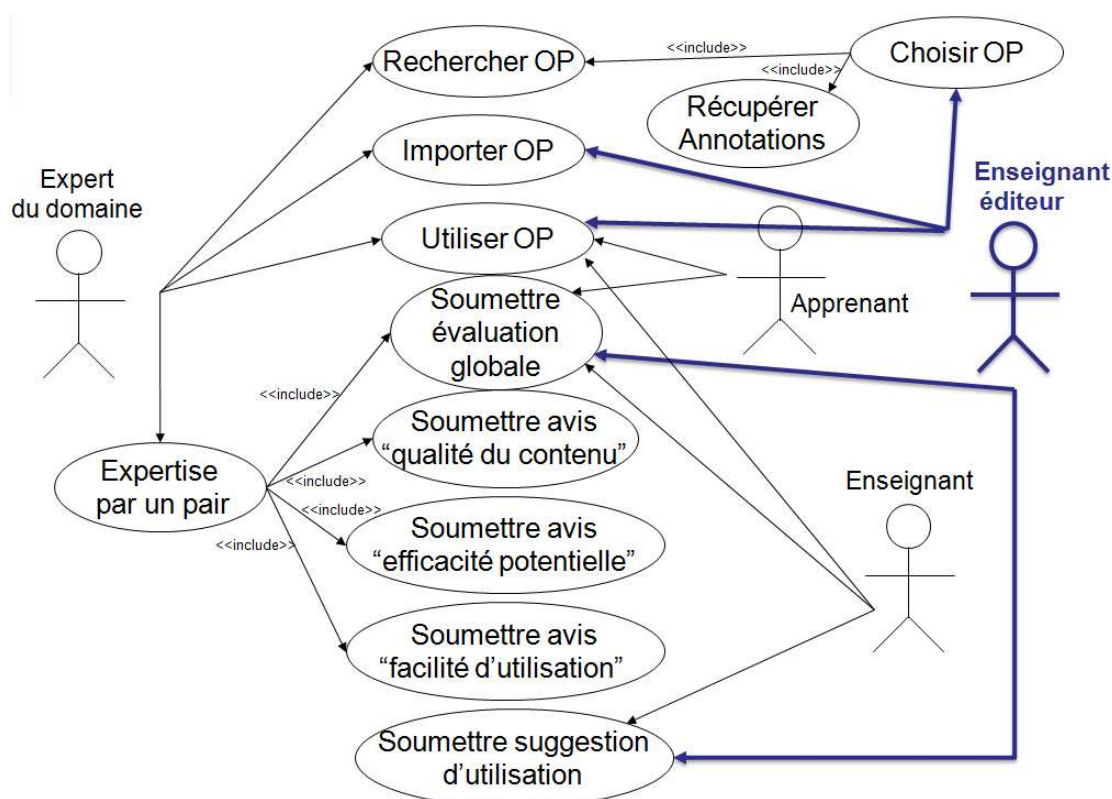 Rechercher OP
<<include>>
Choisir OP
<<include>>
Récupérer
Annotations
Importer OP
Expert
du domaine
Enseignant
éditeur
Utiliser OP
Apprenant
Soumettre
évaluation
globale
<<include>>
Soumettre avis
“qualité du contenu”
Expertise
par un pair
<<include>>
<<include>>
<<include>>
Enseignant
Soumettre avis
“efficacité potentielle”
Soumettre avis
“facilité d’utilisation”
Soumettre suggestion
d’utilisation